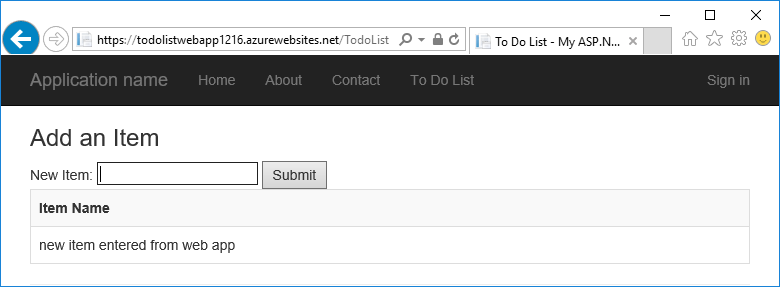 https://todolistwebapp1216.azurewebsites.net/TodoList
To Do List - My ASP.N...
Application name Home About Contact To Do List Sign in
Add an Item
New Item: Submit
Item Name
new item entered from web app